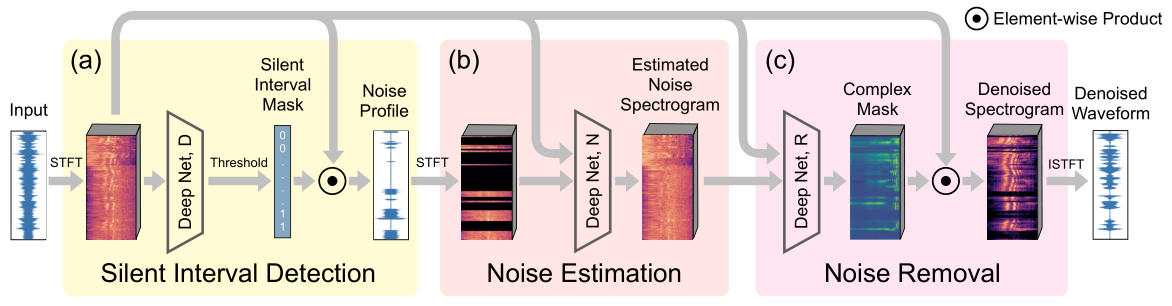 Element-wise Product
(a)
(b)
(c)
Input
STFT
Deep Net, D
Threshold
Silent
Interval
Mask
0
0
.
.
.
.
1
1
Noise
Profile
STFT
Deep Net, N
Estimated
Noise
Spectrogram
Deep Net, R
Complex
Mask
Denoised
Spectrogram
ISTFT
Denoised
Waveform
Silent Interval Detection
Noise Estimation
Noise Removal